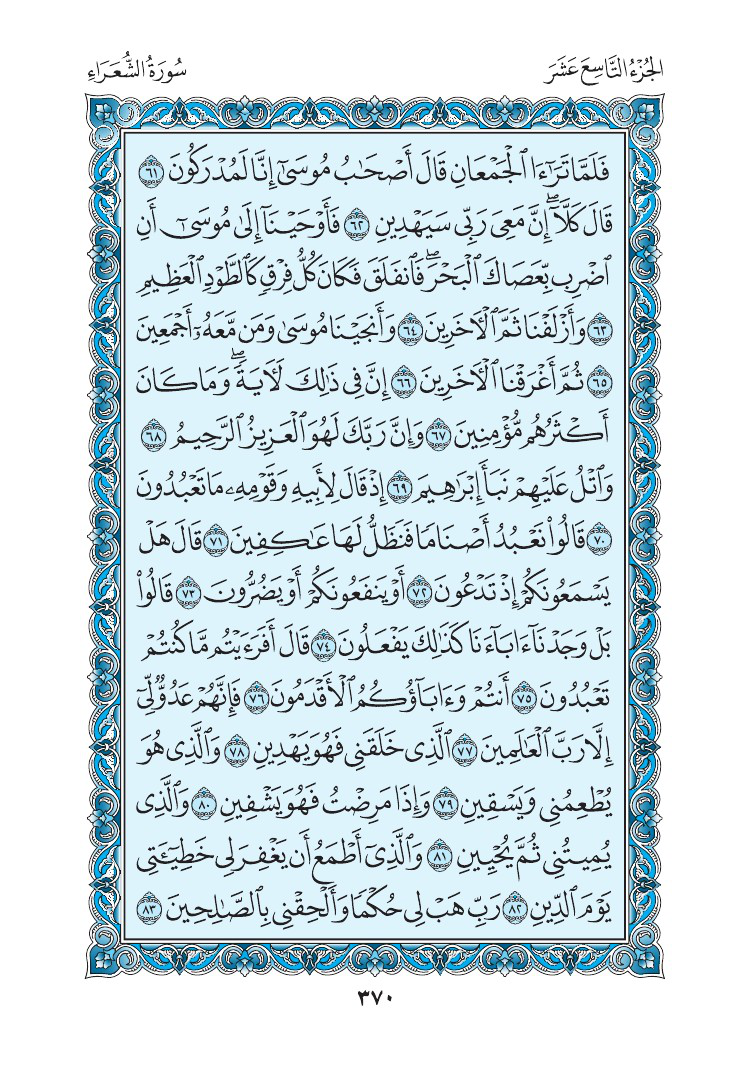 الجُزْءُ التَّاسِعَ عَشَرَ
سُورَةُ الشُّعَرَاءِ
فَلَمَّا تَرَٰٓءَا ٱلْجَمْعَانِ قَالَ أَصْحَٰبُ مُوسَىٰٓ إِنَّا لَمُدْرَكُونَ ٦١
قَالَ كَلَّآ ۖ إِنَّ مَعِىَ رَبِّى سَيَهْدِينِ ٦٢ فَأَوْحَيْنَآ إِلَىٰ مُوسَىٰٓ أَنِ
ٱضْرِب بِّعَصَاكَ ٱلْبَحْرَ ۖ فَٱنفَلَقَ فَكَانَ كُلُّ فِرْقٍ كَٱلطَّوْدِ ٱلْعَظِيمِ
٦٣ وَأَزْلَفْنَا ثَمَّ ٱلْءَاخَرِينَ ٦٤ وَأَنجَيْنَا مُوسَىٰ وَمَن مَّعَهُۥٓ أَجْمَعِينَ
٦٥ ثُمَّ أَغْرَقْنَا ٱلْءَاخَرِينَ ٦٦ إِنَّ فِى ذَٰلِكَ لَءَايَةً ۖ وَمَا كَانَ
أَكْثَرُهُم مُّؤْمِنِينَ ٦٧ وَإِنَّ رَبَّكَ لَهُوَ ٱلْعَزِيزُ ٱلرَّحِيمُ ٦٨
وَٱتْلُ عَلَيْهِمْ نَبَأَ إِبْرَٰهِيمَ ٦٩ إِذْ قَالَ لِأَبِيهِ وَقَوْمِهِۦ مَا تَعْبُدُونَ
٧٠ قَالُوا۟ نَعْبُدُ أَصْنَامًا فَنَظَلُّ لَهَا عَٰكِفِينَ ٧١ قَالَ هَلْ
يَسْمَعُونَكُمْ إِذْ تَدْعُونَ ٧٢ أَوْ يَنفَعُونَكُمْ أَوْ يَضُرُّونَ ٧٣ قَالُوا۟
بَلْ وَجَدْنَآ ءَابَآءَنَا كَذَٰلِكَ يَفْعَلُونَ ٧٤ قَالَ أَفَرَءَيْتُم مَّا كُنتُمْ
تَعْبُدُونَ ٧٥ أَنتُمْ وَءَابَآؤُكُمُ ٱلْأَقْدَمُونَ ٧٦ فَإِنَّهُمْ عَدُوٌّ لِّىٓ
إِلَّا رَبَّ ٱلْعَٰلَمِينَ ٧٧ ٱلَّذِى خَلَقَنِى فَهُوَ يَهْدِينِ ٧٨ وَٱلَّذِى هُوَ
يُطْعِمُنِى وَيَسْقِينِ ٧٩ وَإِذَا مَرِضْتُ فَهُوَ يَشْفِينِ ٨٠ وَٱلَّذِى
يُمِيتُنِى ثُمَّ يُحْيِينِ ٨١ وَٱلَّذِىٓ أَطْمَعُ أَن يَغْفِرَ لِى خَطِيٓـَٔتِى
يَوْمَ ٱلدِّينِ ٨٢ رَبِّ هَبْ لِى حُكْمًا وَأَلْحِقْنِى بِٱلصَّٰلِحِينَ ٨٣
٣٧٠